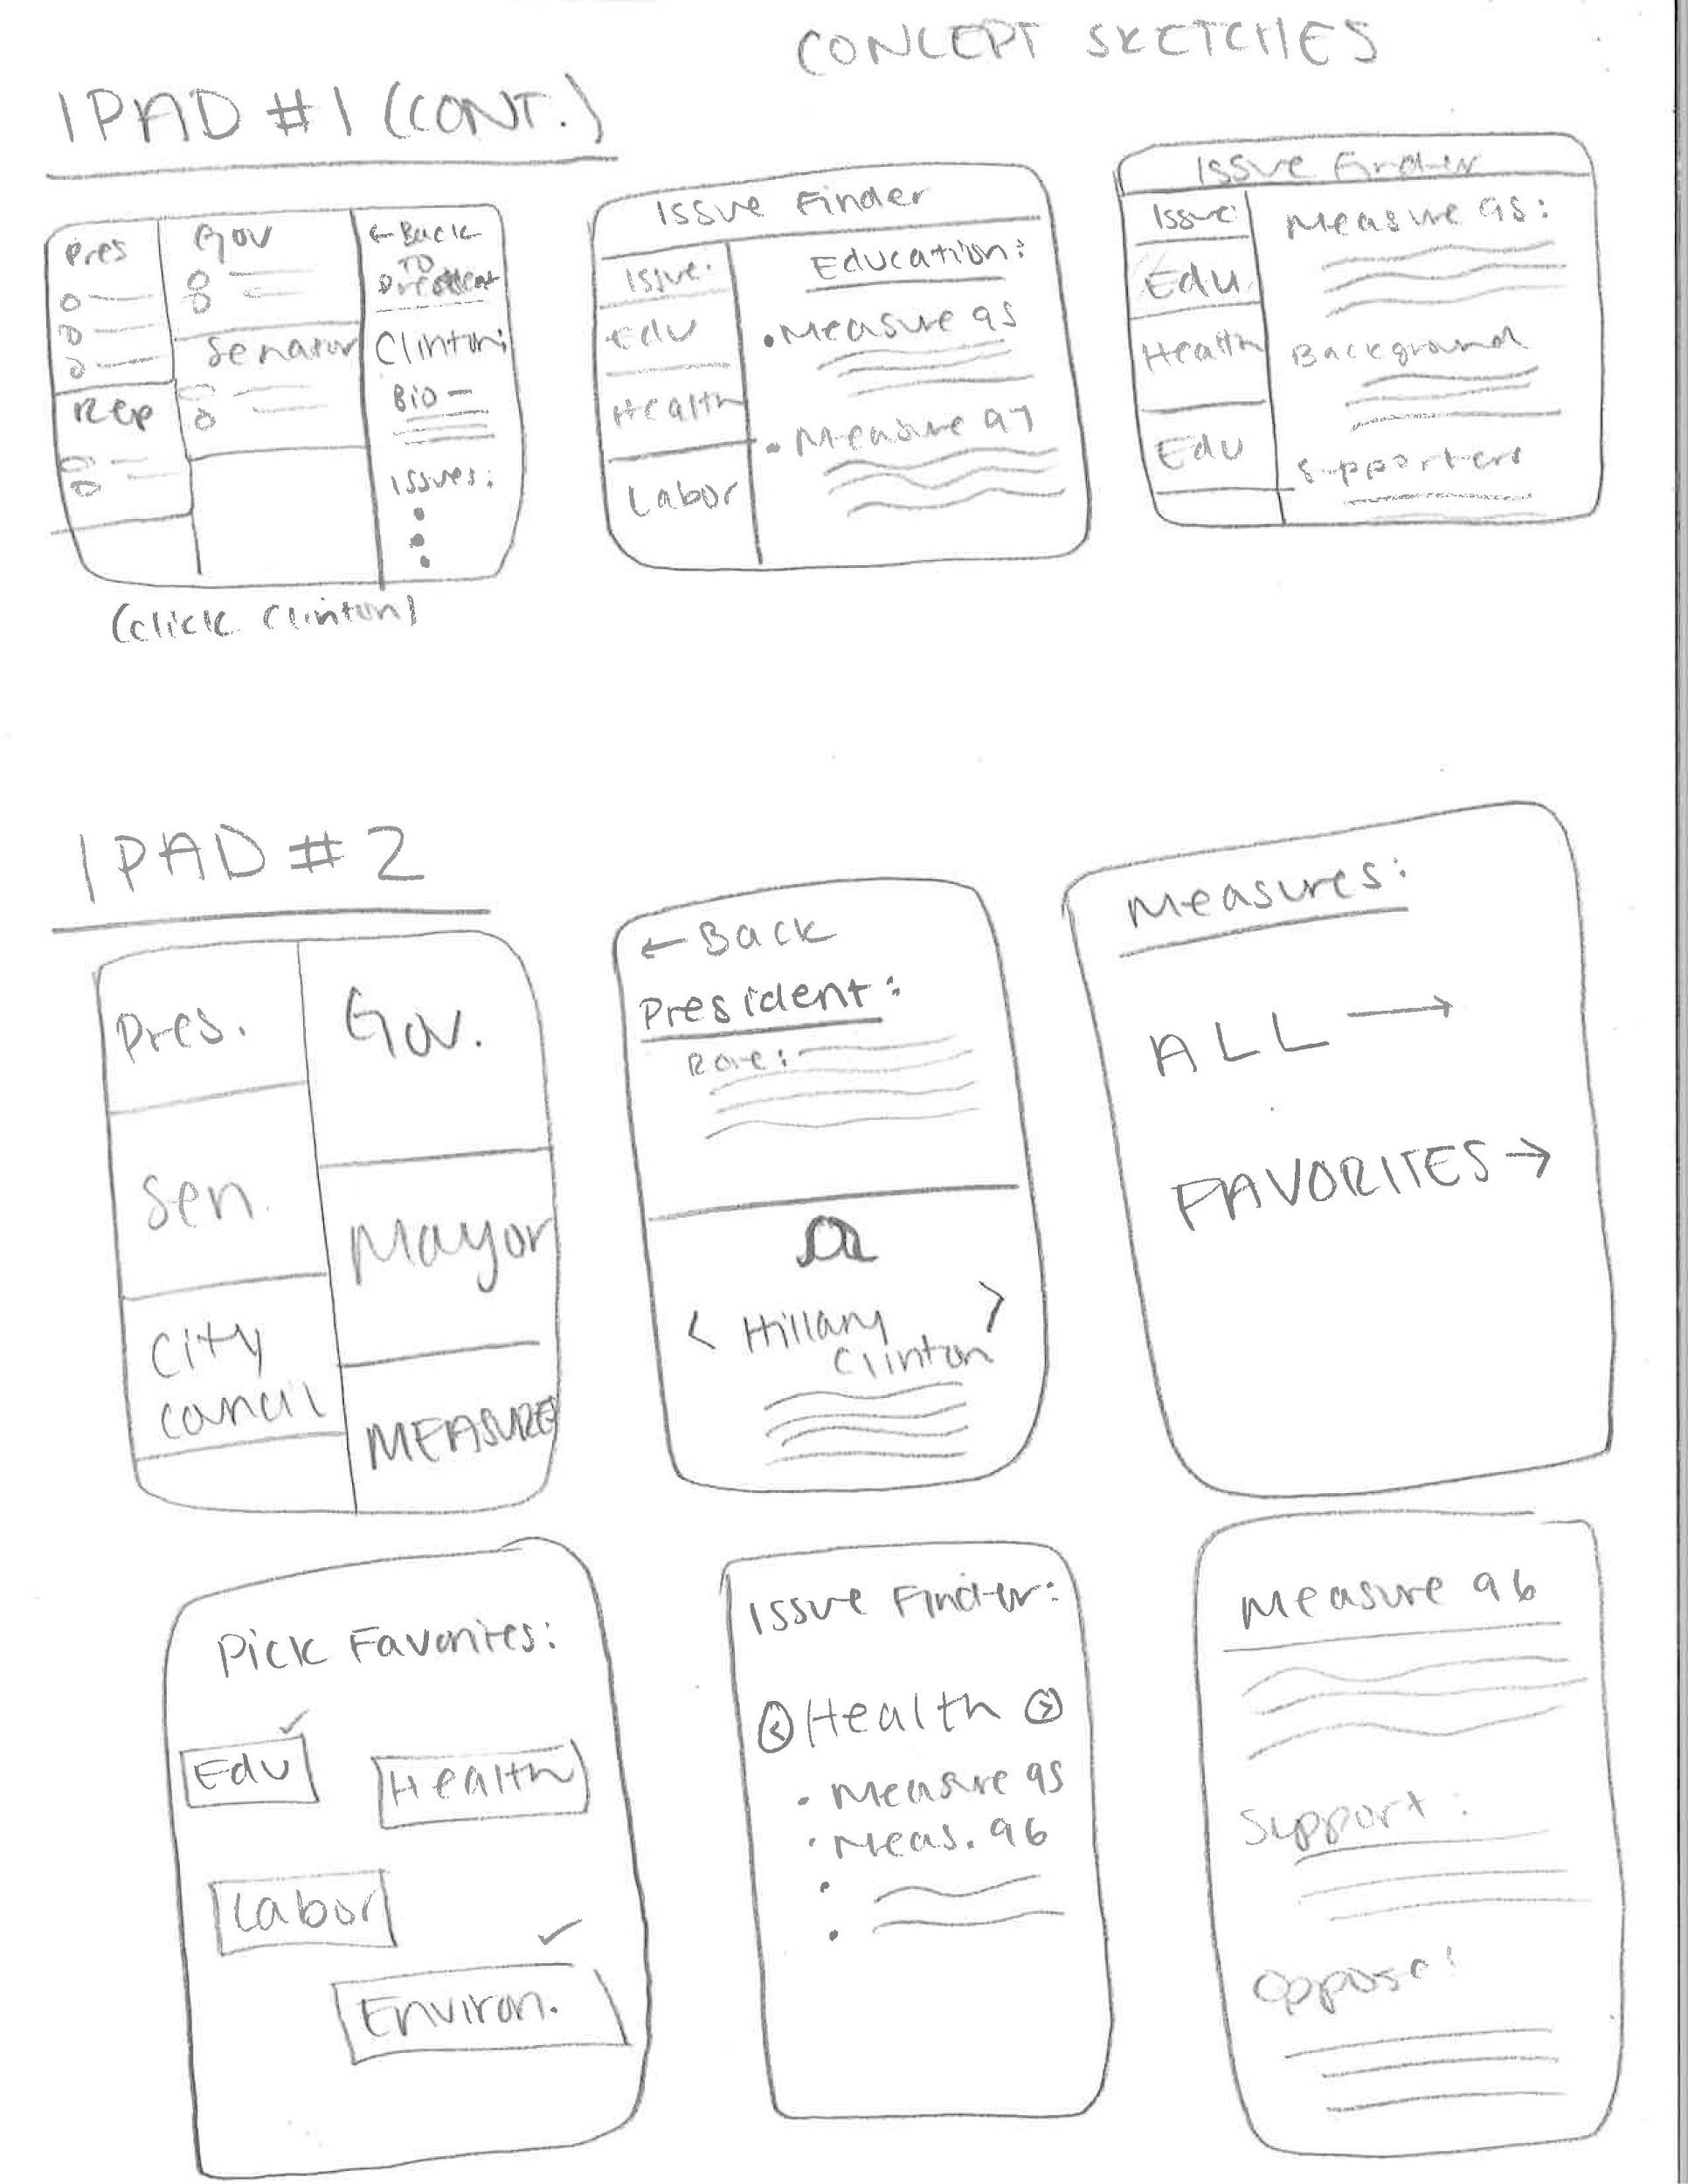 CONCEPT SKETCHES
IPAD #1 (CONT.)
Pres
Rep
Gov
Senator
← Back
TO
President
Clinton:
Bio
Issues:
(click Clinton)
Issue Finder
Issue:
Edu
Health
Labor
Education:
• Measure 95
• Measure 97
Issue Finder
Issue:
Edu
Health
Edu
Measure 95:
Background
Supporters
IPAD #2
Pres.
Sen.
City
Council
Gov.
Mayor
MEASURE
← Back
President:
Role:
< Hillary >
Clinton
Measures:
ALL →
FAVORITES →
Pick Favorites:
✓
Edu
Health
Labor
✓
Environ.
Issue Finder:
< Health >
• Measure 95
• Meas. 96
Measure 96
Support:
Oppose: